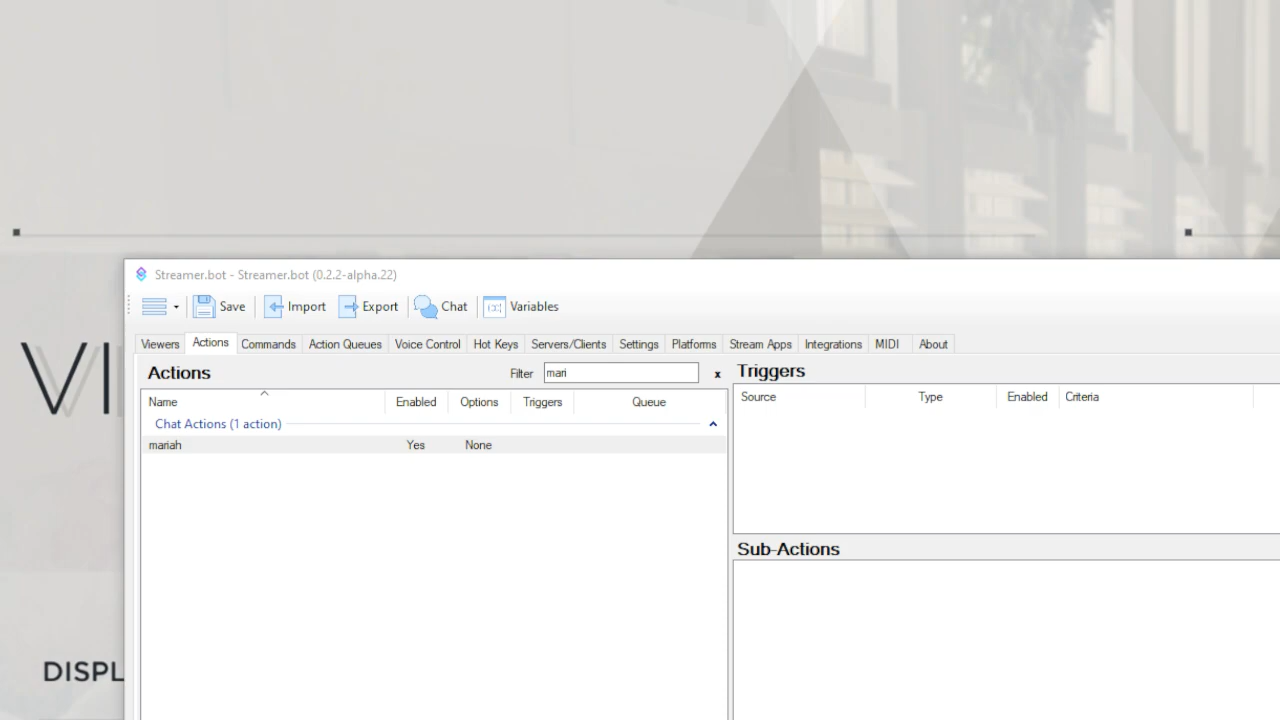 Streamer.bot - Streamer.bot (0.2.2-alpha.22)
Save Import Export Chat Variables
Viewers Actions Commands Action Queues Voice Control Hot Keys Servers/Clients Settings Platforms Stream Apps Integrations MIDI About
Actions Filter mari x
Name Enabled Options Triggers Queue
Chat Actions (1 action)
mariah Yes None
Triggers
Source Type Enabled Criteria
Sub-Actions
VI
DISPL